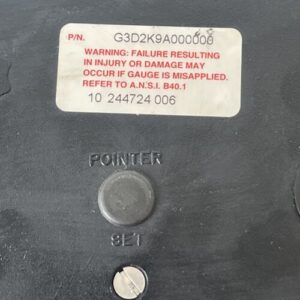 P/N. G3D2K9A000000
WARNING: FAILURE RESULTING
IN INJURY OR DAMAGE MAY
OCCUR IF GAUGE IS MISAPPLIED.
REFER TO A.N.S.I. B40.1
10 244724 006
POINTER
SET